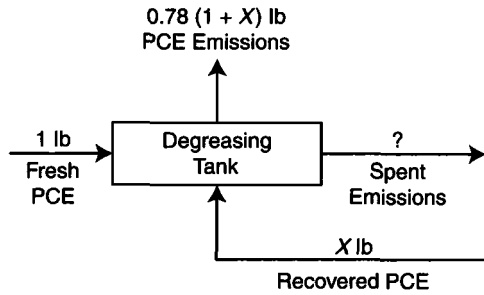 0.78 (1 + X) lb
PCE Emissions
1 lb
Fresh
PCE
Degreasing
Tank
?
Spent
Emissions
X lb
Recovered PCE